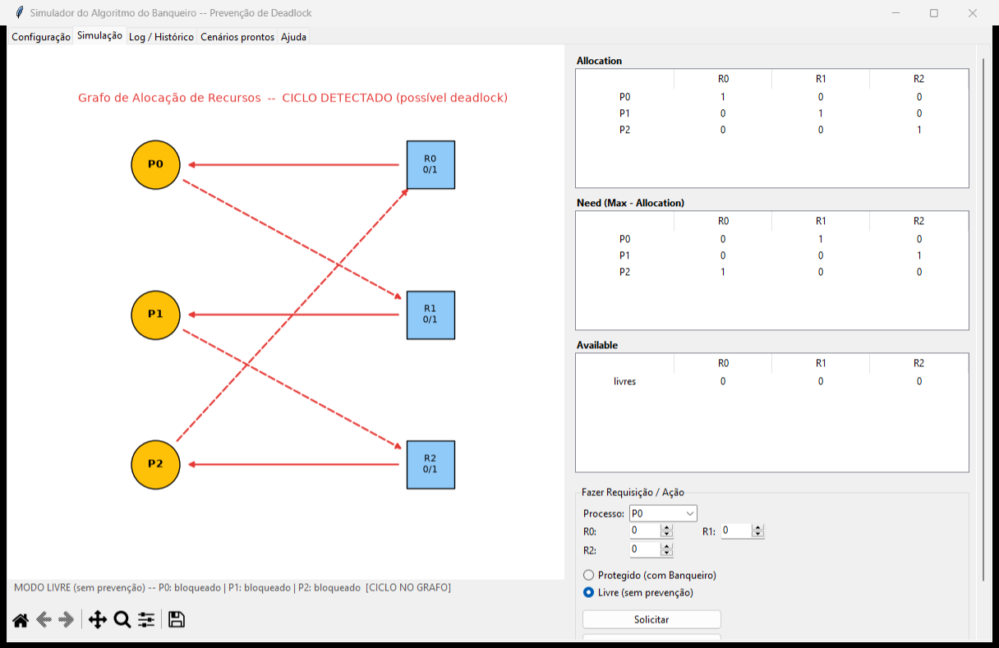 Simulador do Algoritmo do Banqueiro -- Prevenção de Deadlock
Configuração Simulação Log / Histórico Cenários prontos Ajuda
Grafo de Alocação de Recursos -- CICLO DETECTADO (possível deadlock)
P0
R0
0/1
P1
R1
0/1
P2
R2
0/1
MODO LIVRE (sem prevenção) -- P0: bloqueado | P1: bloqueado | P2: bloqueado [CICLO NO GRAFO]
Allocation
R0 R1 R2
P0 1 0 0
P1 0 1 0
P2 0 0 1
Need (Max - Allocation)
R0 R1 R2
P0 0 1 0
P1 0 0 1
P2 1 0 0
Available
R0 R1 R2
livres 0 0 0
Fazer Requisição / Ação
Processo: P0
R0: 0 R1: 0
R2: 0
Protegido (com Banqueiro)
Livre (sem prevenção)
Solicitar